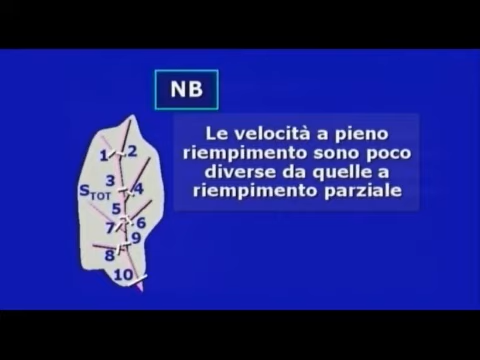 NB
Le velocità a pieno
riempimento sono poco
diverse da quelle a
riempimento parziale
1 2
3
S_TOT 4
5
7 6
9
8
10